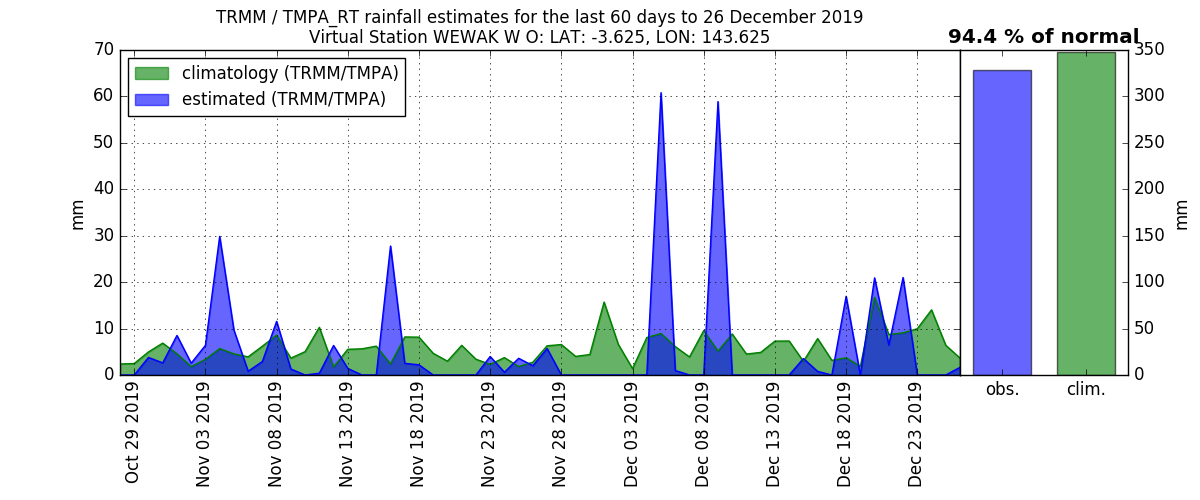 TRMM / TMPA_RT rainfall estimates for the last 60 days to 26 December 2019
Virtual Station WEWAK W O: LAT: -3.625, LON: 143.625
94.4 % of normal
climatology (TRMM/TMPA)
estimated (TRMM/TMPA)
70
60
50
40
30
20
10
0
mm
Oct 29 2019
Nov 03 2019
Nov 08 2019
Nov 13 2019
Nov 18 2019
Nov 23 2019
Nov 28 2019
Dec 03 2019
Dec 08 2019
Dec 13 2019
Dec 18 2019
Dec 23 2019
obs.
clim.
350
300
250
200
150
100
50
0
mm